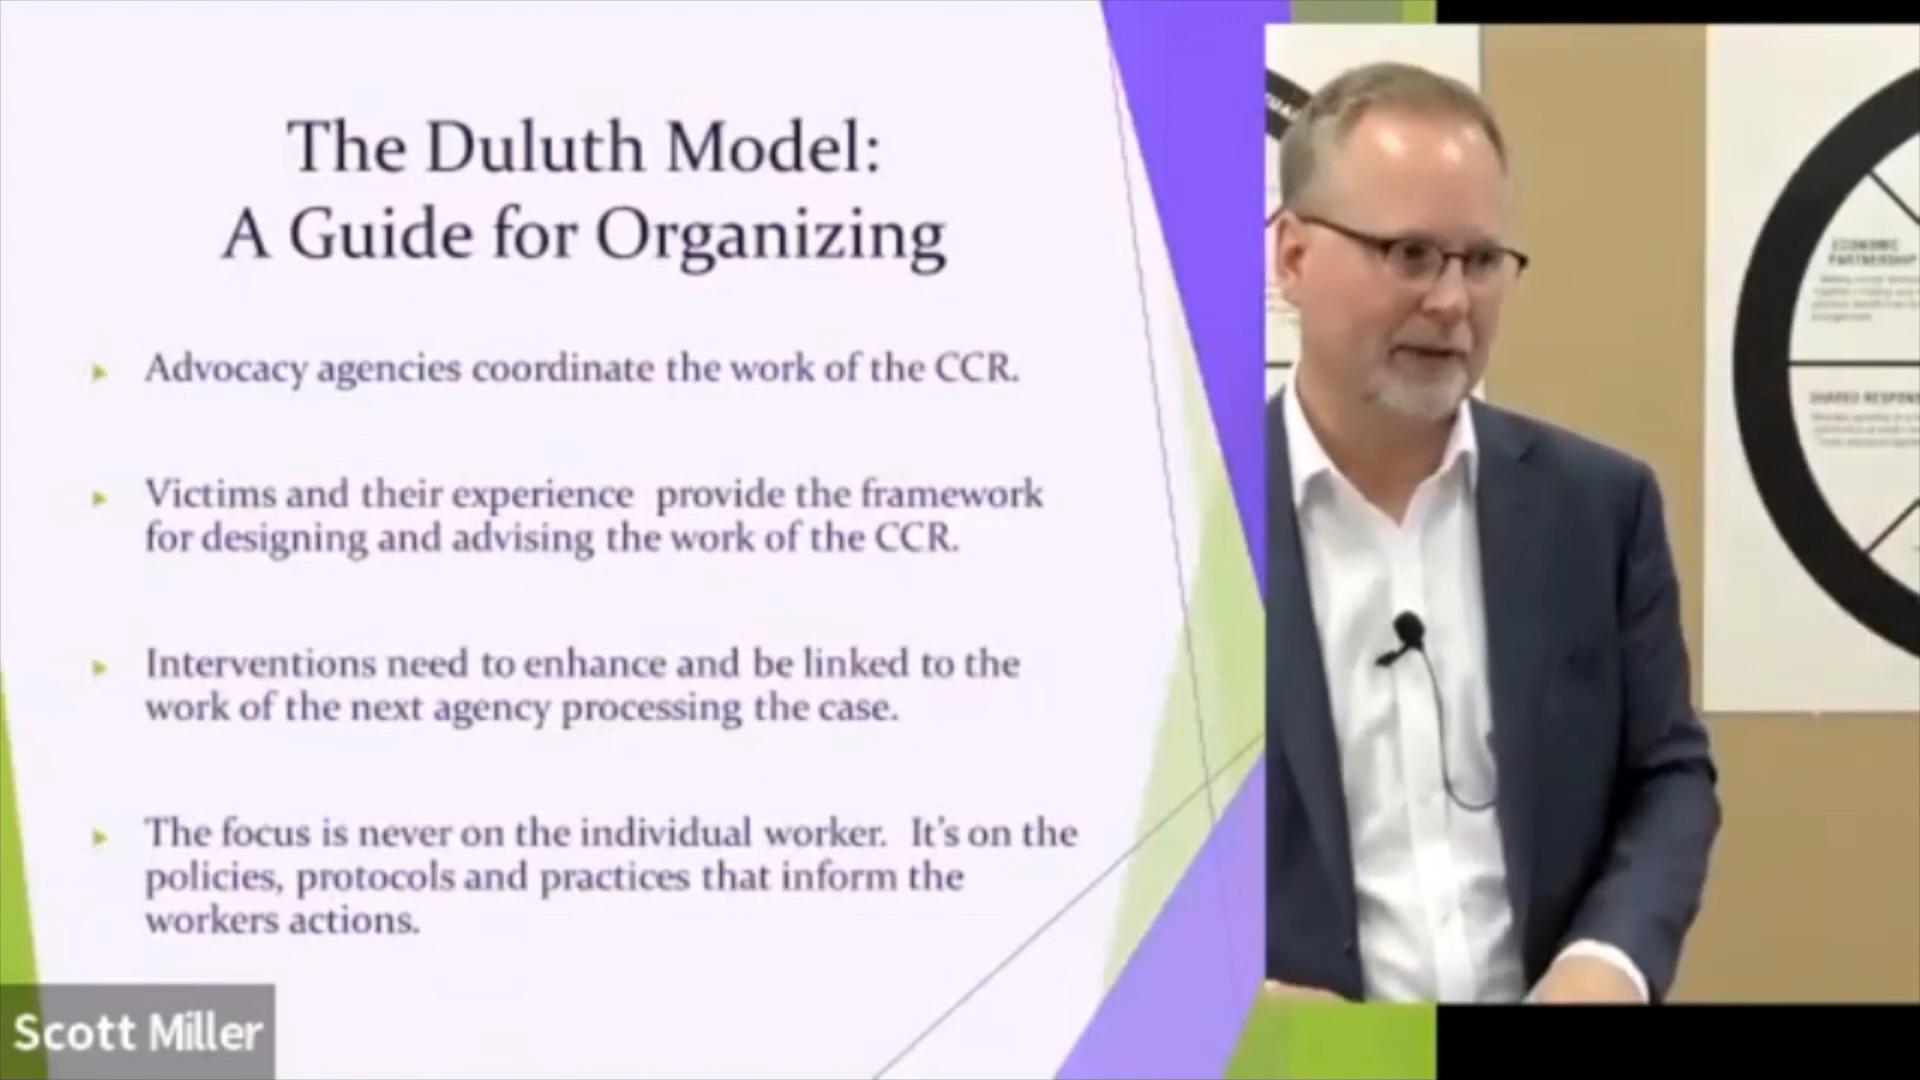 The Duluth Model:
A Guide for Organizing
Advocacy agencies coordinate the work of the CCR.
Victims and their experience provide the framework
for designing and advising the work of the CCR.
Interventions need to enhance and be linked to the
work of the next agency processing the case.
The focus is never on the individual worker. It's on the
policies, protocols and practices that inform the
workers actions.
Scott Miller
ECONOMIC
PARTNERSHIP
SHARED